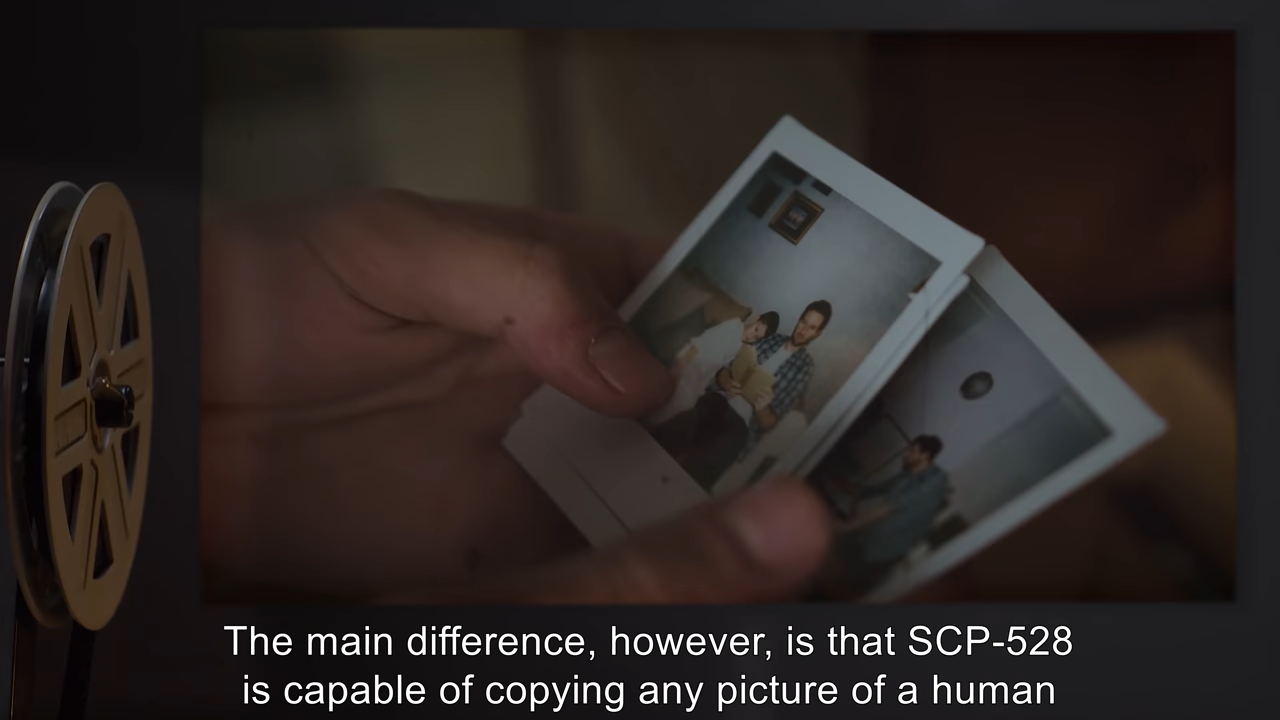 The main difference, however, is that SCP-528
is capable of copying any picture of a human